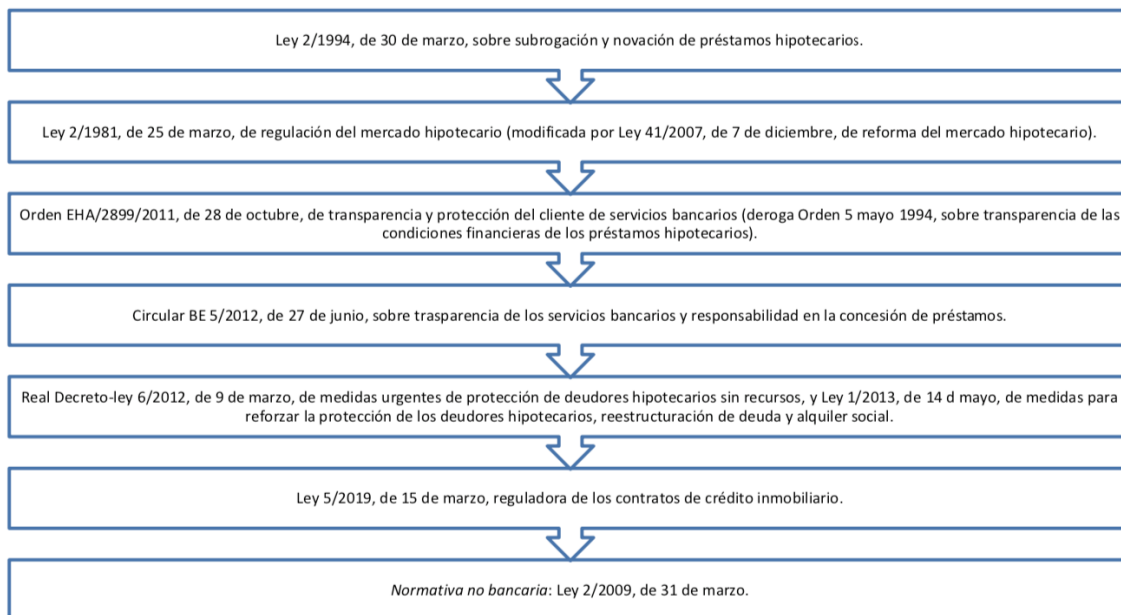 Ley 2/1994, de 30 de marzo, sobre subrogación y novación de préstamos hipotecarios.
Ley 2/1981, de 25 de marzo, de regulación del mercado hipotecario (modificada por Ley 41/2007, de 7 de diciembre, de reforma del mercado hipotecario).
Orden EHA/2899/2011, de 28 de octubre, de transparencia y protección del cliente de servicios bancarios (deroga Orden 5 mayo 1994, sobre transparencia de las
condiciones financieras de los préstamos hipotecarios).
Circular BE 5/2012, de 27 de junio, sobre trasparencia de los servicios bancarios y responsabilidad en la concesión de préstamos.
Real Decreto-ley 6/2012, de 9 de marzo, de medidas urgentes de protección de deudores hipotecarios sin recursos, y Ley 1/2013, de 14 d mayo, de medidas para
reforzar la protección de los deudores hipotecarios, reestructuración de deuda y alquiler social.
Ley 5/2019, de 15 de marzo, reguladora de los contratos de crédito inmobiliario.
Normativa no bancaria: Ley 2/2009, de 31 de marzo.